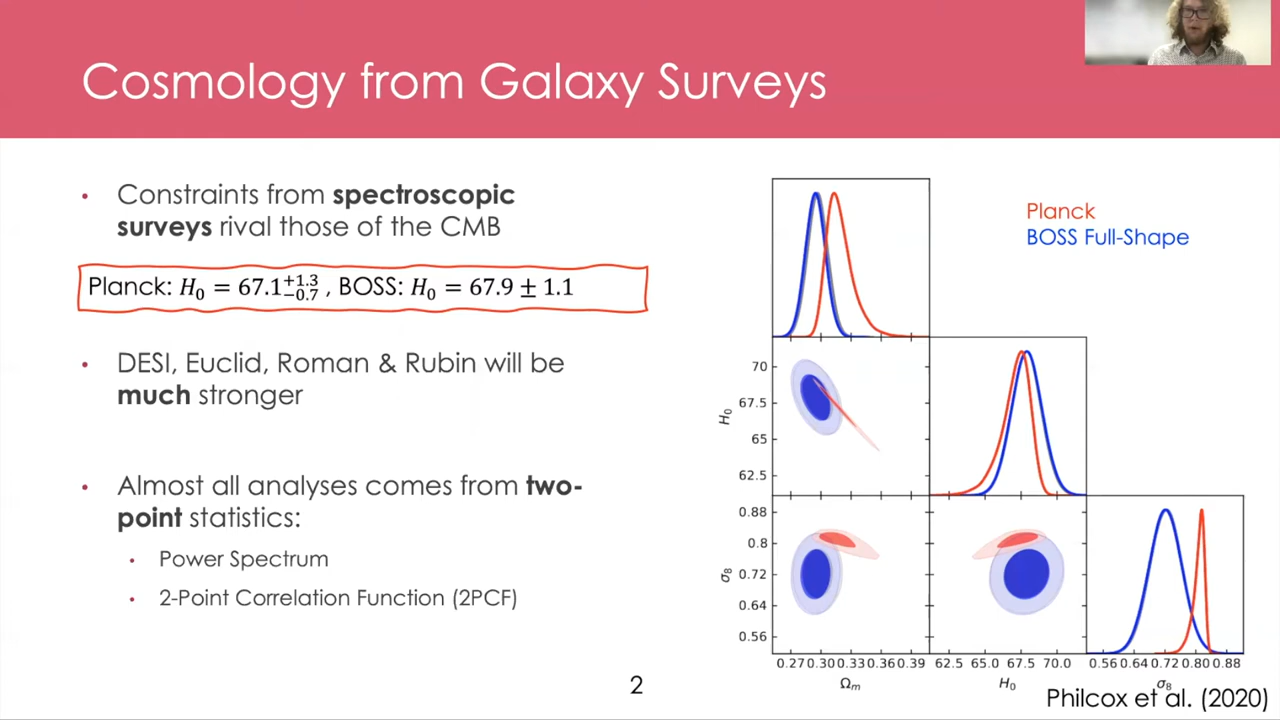 Cosmology from Galaxy Surveys
• Constraints from spectroscopic
surveys rival those of the CMB
Planck: H₀ = 67.1⁺¹·³₋₀.₇ , BOSS: H₀ = 67.9 ± 1.1
• DESI, Euclid, Roman & Rubin will be
much stronger
• Almost all analyses comes from two-
point statistics:
• Power Spectrum
• 2-Point Correlation Function (2PCF)
2
Planck
BOSS Full-Shape
70
67.5
65
62.5
H₀
0.88
0.8
0.72
0.64
0.56
σ₈
0.27 0.30 0.33 0.36 0.39
Ωₘ
62.5 65.0 67.5 70.0
H₀
0.56 0.64 0.72 0.80 0.88
σ₈
Philcox et al. (2020)